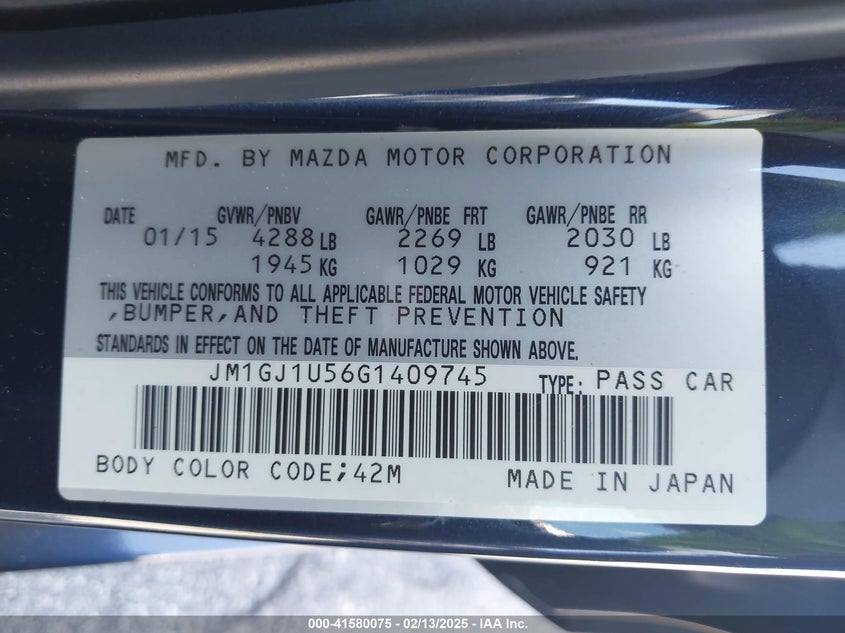 MFD. BY MAZDA MOTOR CORPORATION
DATE GVWR/PNBV GAWR/PNBE FRT GAWR/PNBE RR
01/15 4288 LB 2269 LB 2030 LB
1945 KG 1029 KG 921 KG
THIS VEHICLE CONFORMS TO ALL APPLICABLE FEDERAL MOTOR VEHICLE SAFETY
,BUMPER,AND THEFT PREVENTION
STANDARDS IN EFFECT ON THE DATE OF MANUFACTURE SHOWN ABOVE.
JM1GJ1U56G1409745 TYPE: PASS CAR
BODY COLOR CODE;42M MADE IN JAPAN
000-41580075 - 02/13/2025 - IAA Inc.